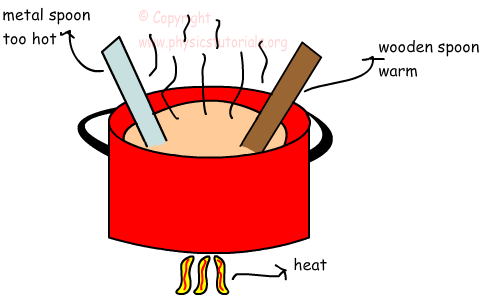 metal spoon
too hot
© Copyright
www.physicstutorials.org
wooden spoon
warm
heat